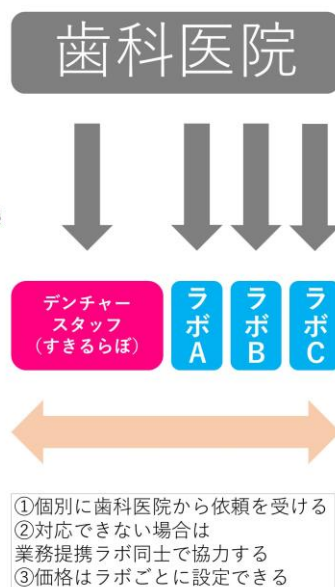 歯科医院
デンチャー
スタッフ
(すきるらぼ)
ラボA
ラボB
ラボC
①個別に歯科医院から依頼を受ける
②対応できない場合は
業務提携ラボ同士で協力する
③価格はラボごとに設定できる